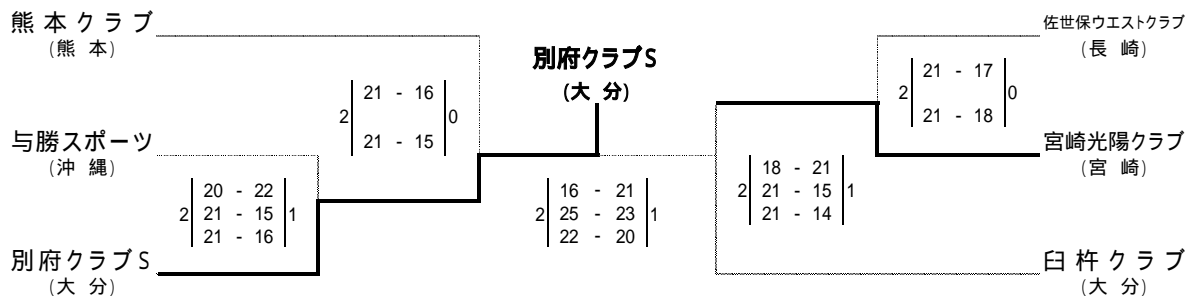 熊本クラブ
(熊 本)
与勝スポーツ
(沖 縄)
別府クラブS
(大 分)
2 21 - 16 0
21 - 15
20 - 22
2 21 - 15 1
21 - 16
別府クラブS
(大 分)
16 - 21
2 25 - 23 1
22 - 20
18 - 21
2 21 - 15 1
21 - 14
21 - 17
2 0
21 - 18
佐世保ウエストクラブ
(長 崎)
宮崎光陽クラブ
(宮 崎)
臼杵クラブ
(大 分)